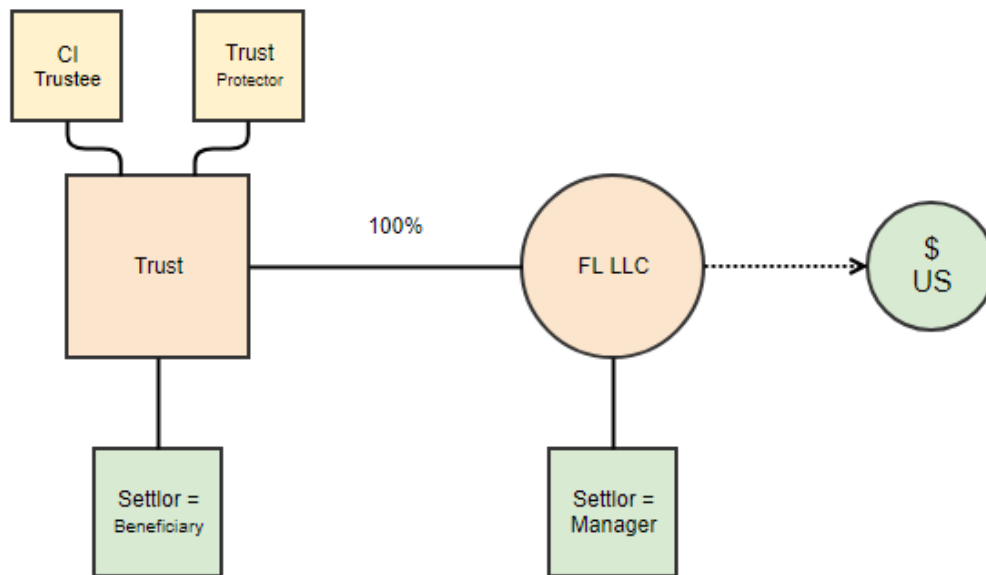 CI
Trustee
Trust
Protector
100%
Trust
FL LLC
$
US
Settlor =
Beneficiary
Settlor =
Manager